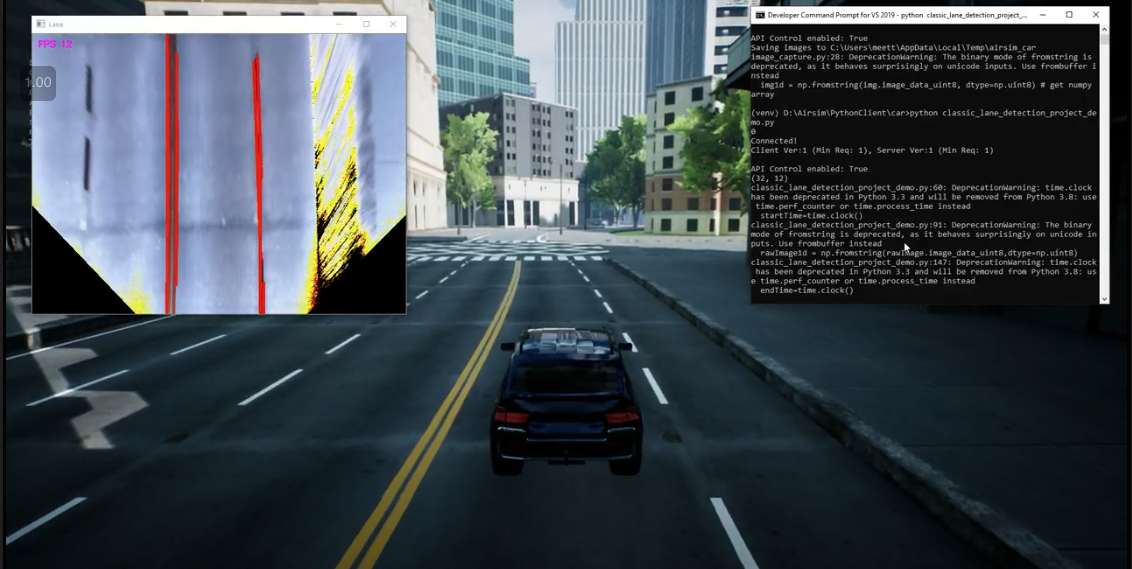 Lane
FPS 12
1.00
Developer Command Prompt for VS 2019 - python classic_lane_detection_project_...
API Control enabled: True
Saving images to C:\Users\meett\AppData\Local\Temp\airsim_car
image_capture.py:28: DeprecationWarning: The binary mode of fromstring is
deprecated, as it behaves surprisingly on unicode inputs. Use frombuffer i
nstead
imgid = np.fromstring(img.image_data_uint8, dtype=np.uint8) # get numpy
array
(venv) D:\Airsim\PythonClient\car>python classic_lane_detection_project_de
mo.py
0
Connected!
Client Ver:1 (Min Req: 1), Server Ver:1 (Min Req: 1)
API Control enabled: True
(32, 12)
classic_lane_detection_project_demo.py:60: DeprecationWarning: time.clock
has been deprecated in Python 3.3 and will be removed from Python 3.8: use
time.perf_counter or time.process_time instead
startTime=time.clock()
classic_lane_detection_project_demo.py:91: DeprecationWarning: The binary
mode of fromstring is deprecated, as it behaves surprisingly on unicode in
puts. Use frombuffer instead
rawImageid = np.fromstring(rawImage.image_data_uint8,dtype=np.uint8)
classic_lane_detection_project_demo.py:147: DeprecationWarning: time.clock
has been deprecated in Python 3.3 and will be removed from Python 3.8: us
e time.perf_counter or time.process_time instead
endTime=time.clock()